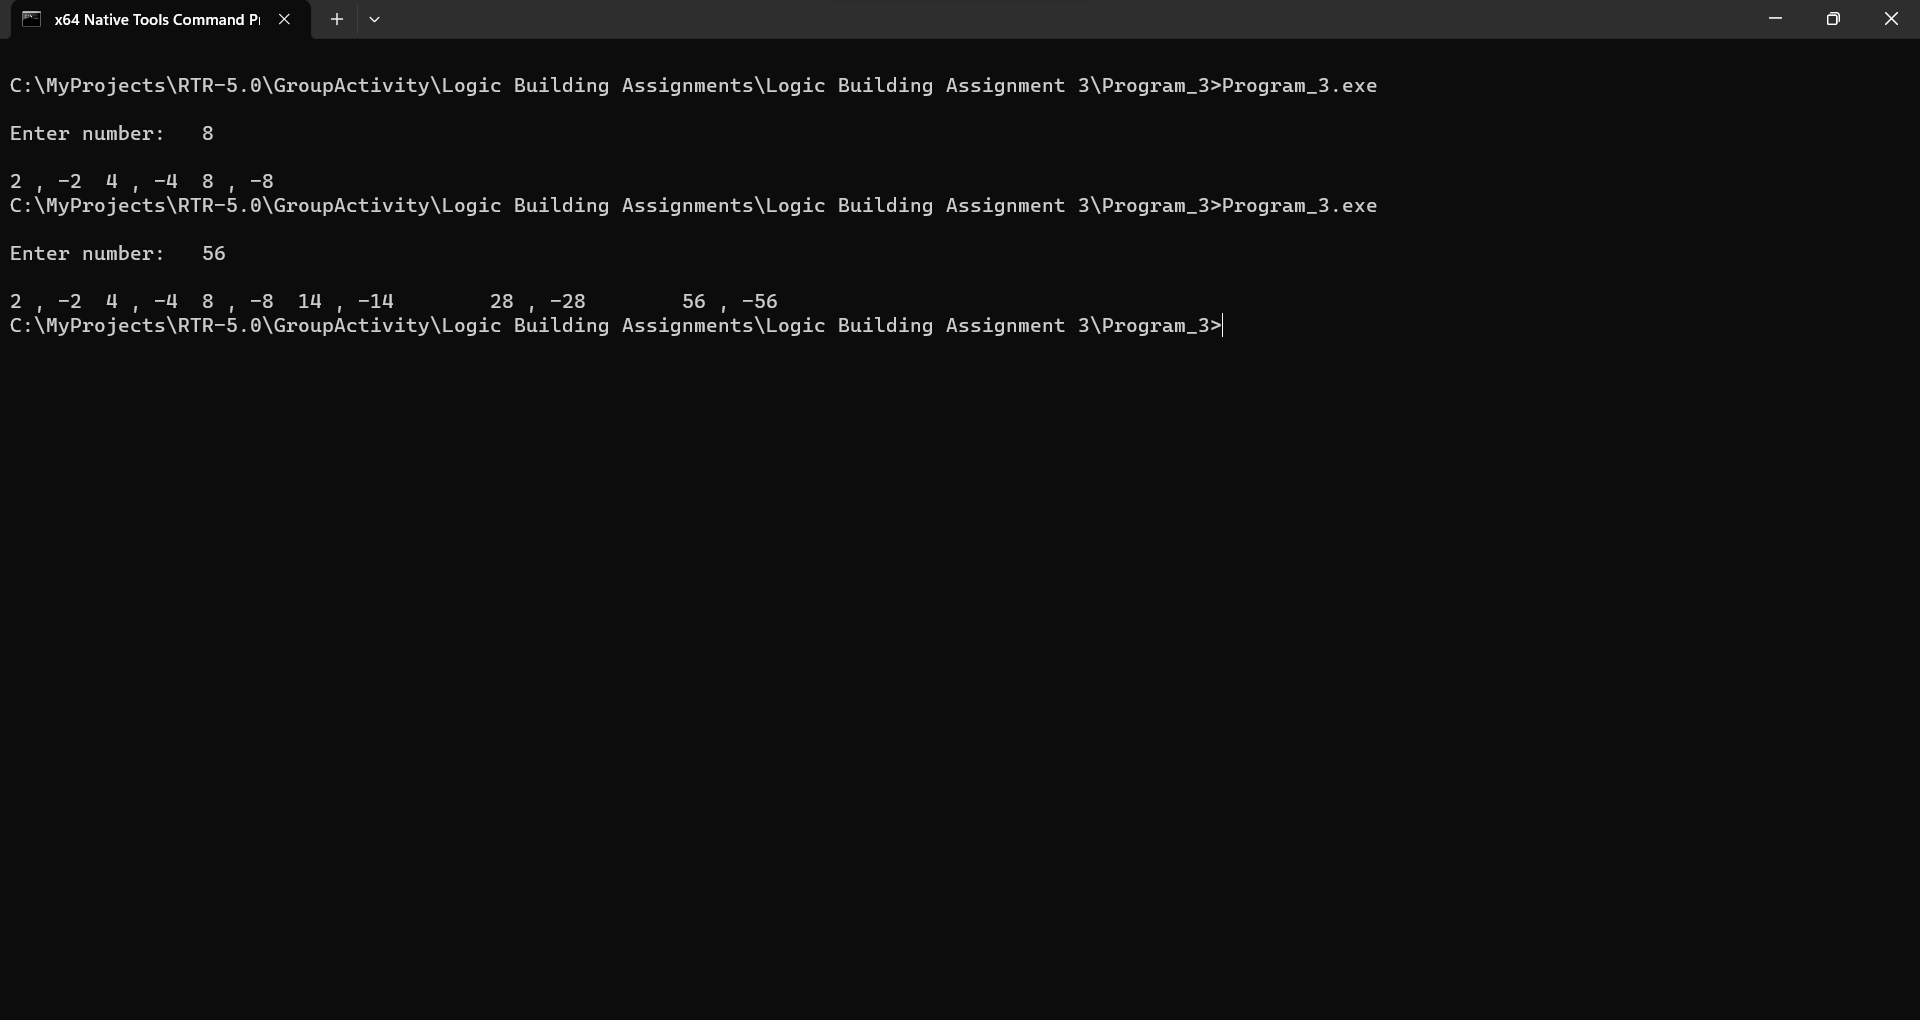 x64 Native Tools Command P
C:\MyProjects\RTR-5.0\GroupActivity\Logic Building Assignments\Logic Building Assignment 3\Program_3>Program_3.exe
Enter number:   8
2 , -2  4 , -4  8 , -8
C:\MyProjects\RTR-5.0\GroupActivity\Logic Building Assignments\Logic Building Assignment 3\Program_3>Program_3.exe
Enter number:   56
2 , -2  4 , -4  8 , -8  14 , -14        28 , -28        56 , -56
C:\MyProjects\RTR-5.0\GroupActivity\Logic Building Assignments\Logic Building Assignment 3\Program_3>